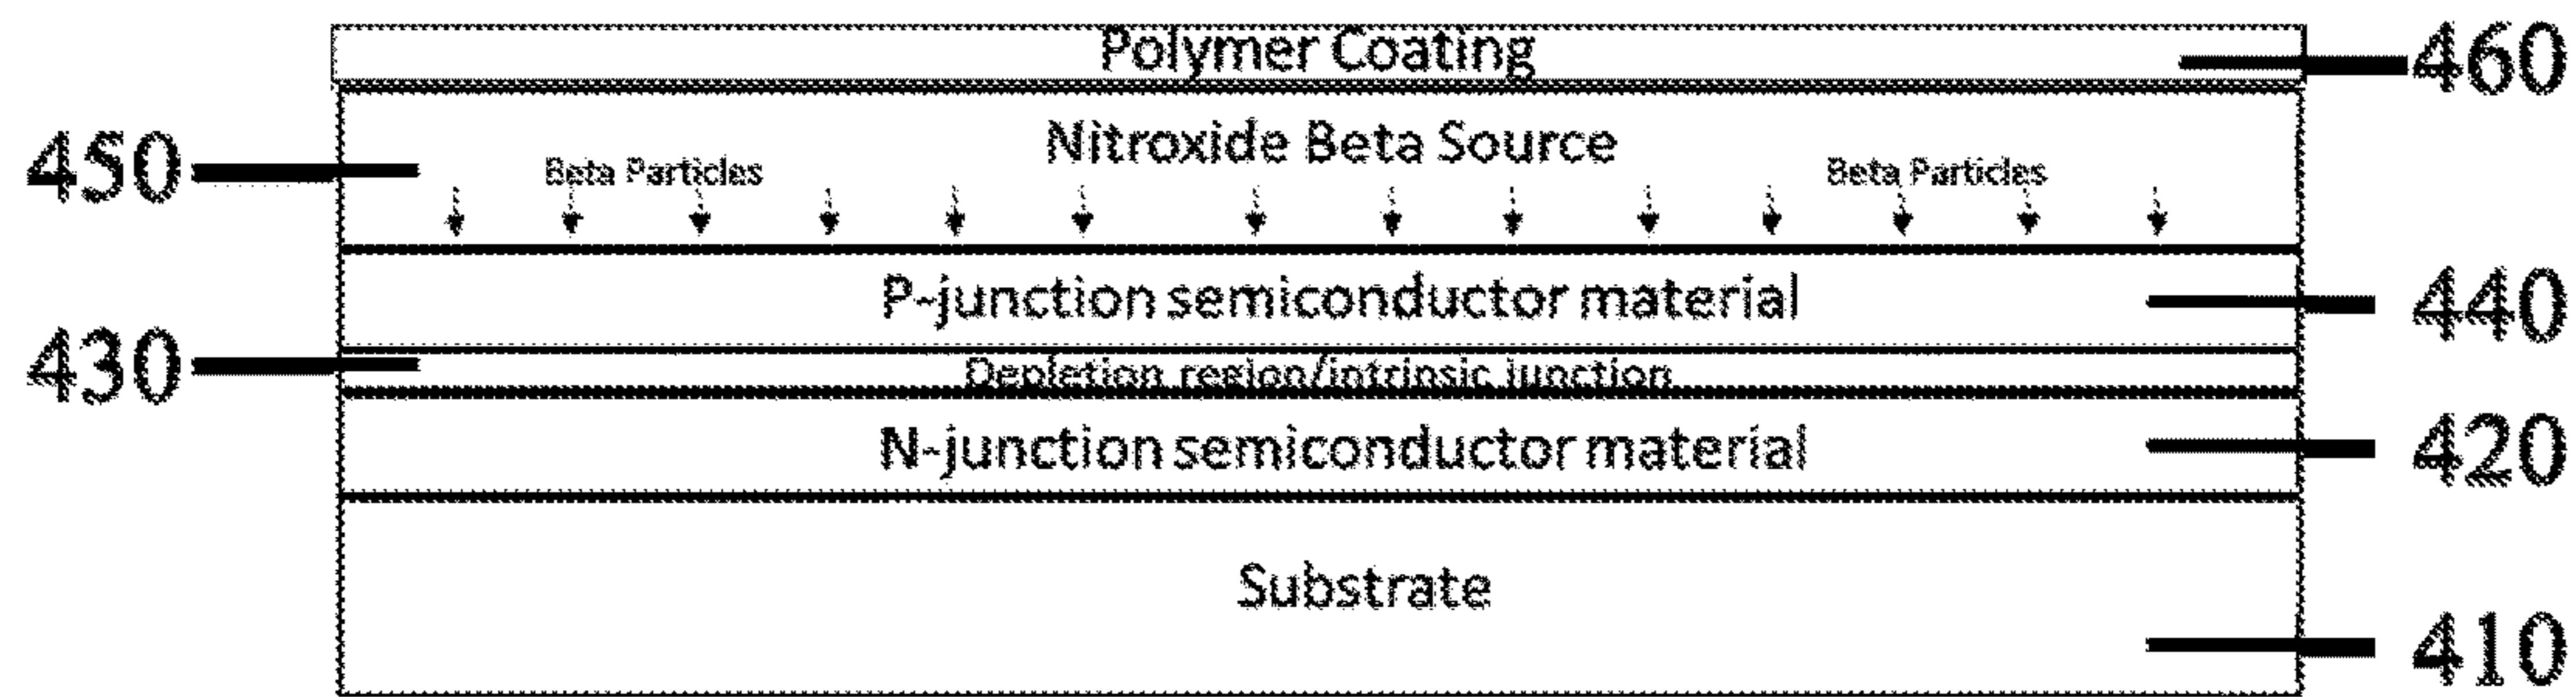 Polymer Coating
460
Nitroxide Beta Source
450
Beta Particles
Beta Particles
P-junction semiconductor material
440
430
Depletion region/intrinsic junction
N-junction semiconductor material
420
Substrate
410